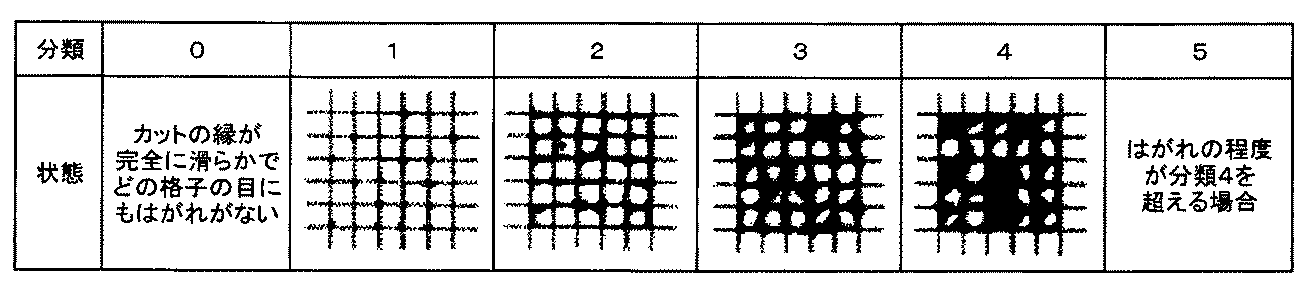 分類 0 1 2 3 4 5
状態
カットの縁が
完全に滑らかで
どの格子の目に
もはがれがない
はがれの程度
が分類4を
超える場合